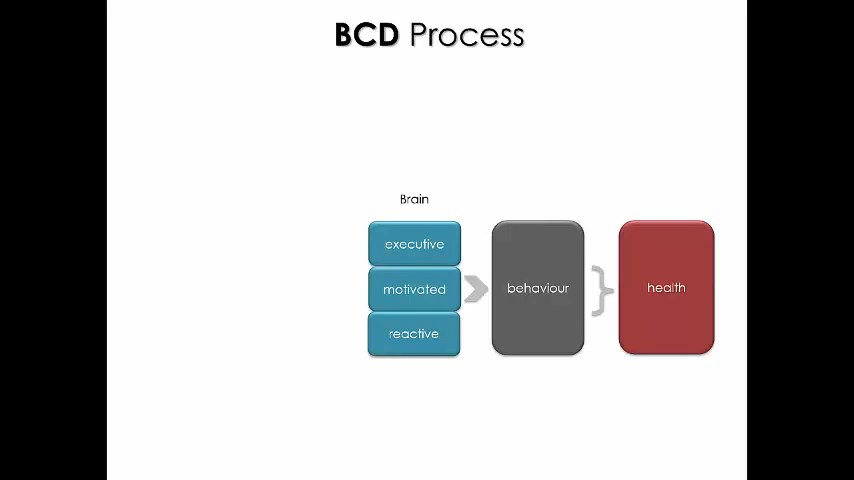 BCD Process
Brain
executive
motivated
reactive
behaviour
health